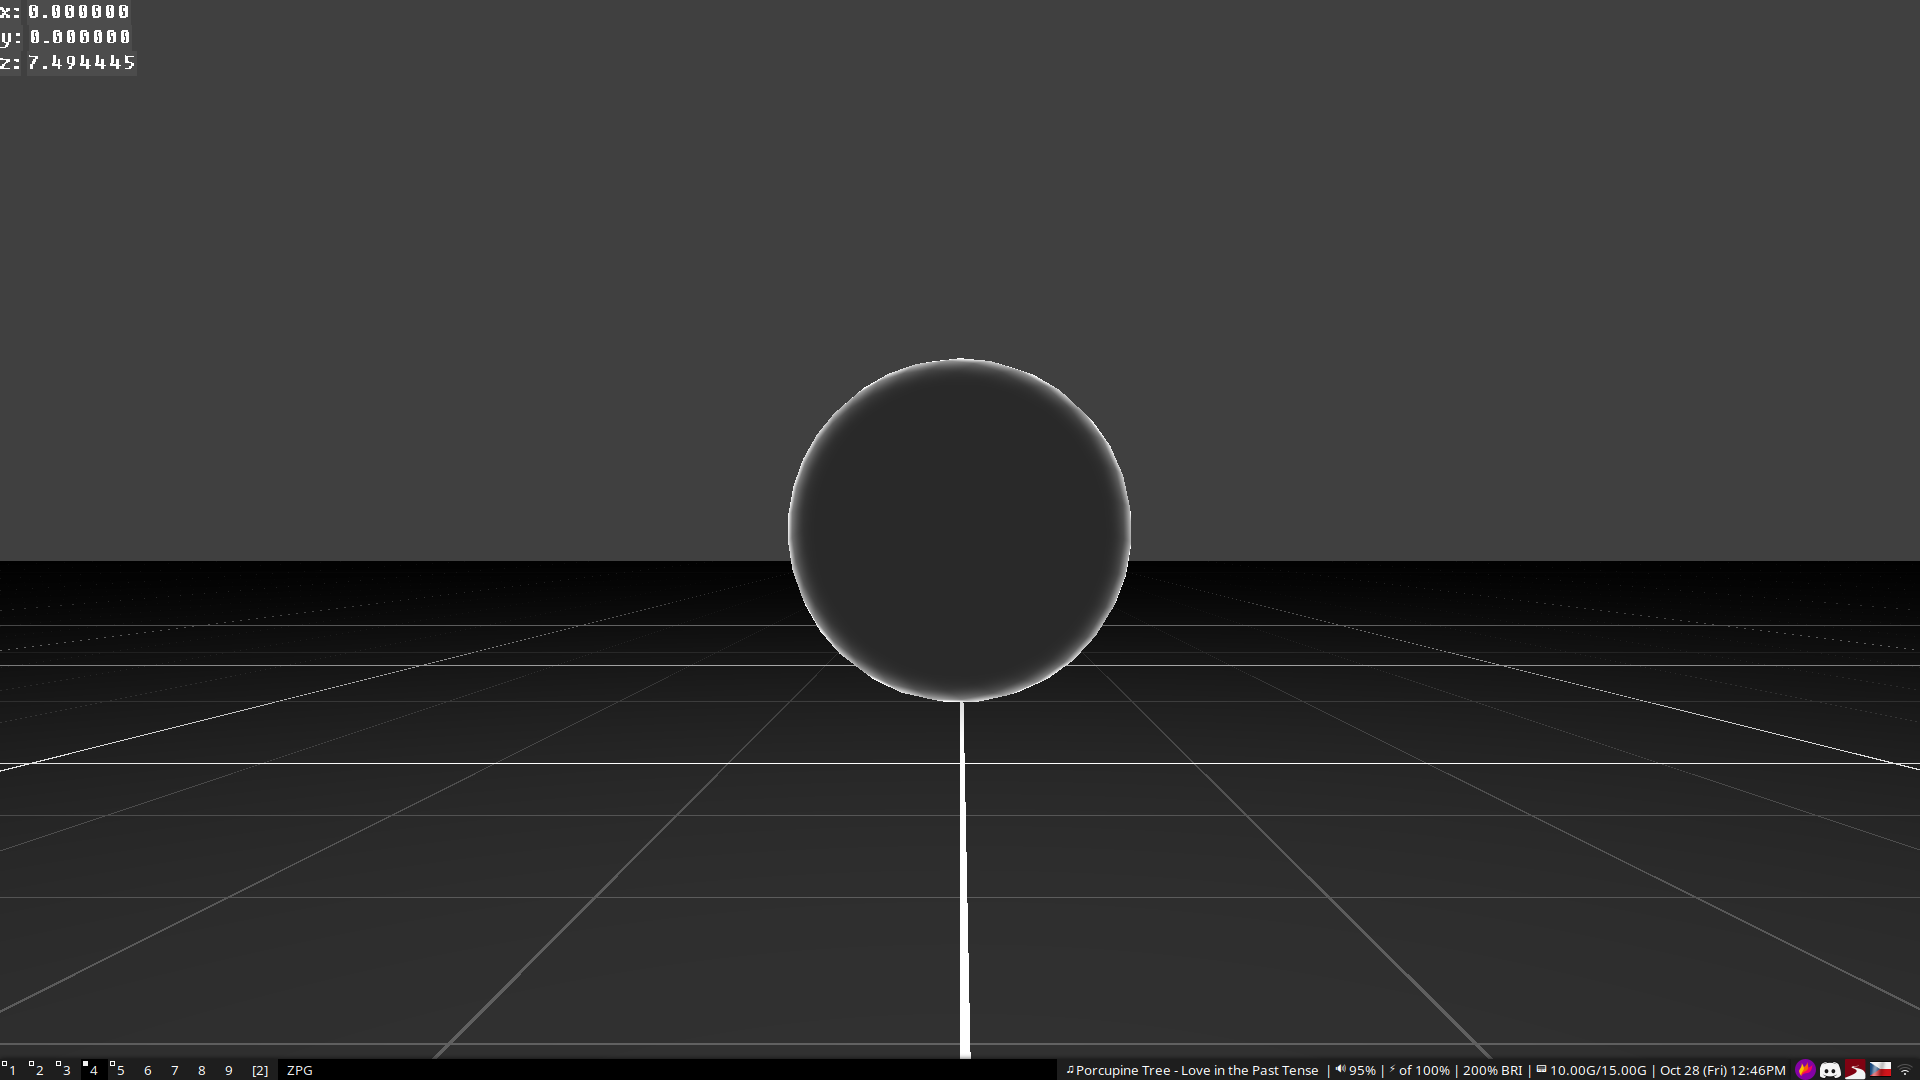 x: 0.000000
y: 0.000000
z: 7.494445
1 2 3 4 5 6 7 8 9 [2] ZPG ♫Porcupine Tree - Love in the Past Tense | 95% | ⚡ of 100% | 200% BRI | 10.00G/15.00G | Oct 28 (Fri) 12:46PM